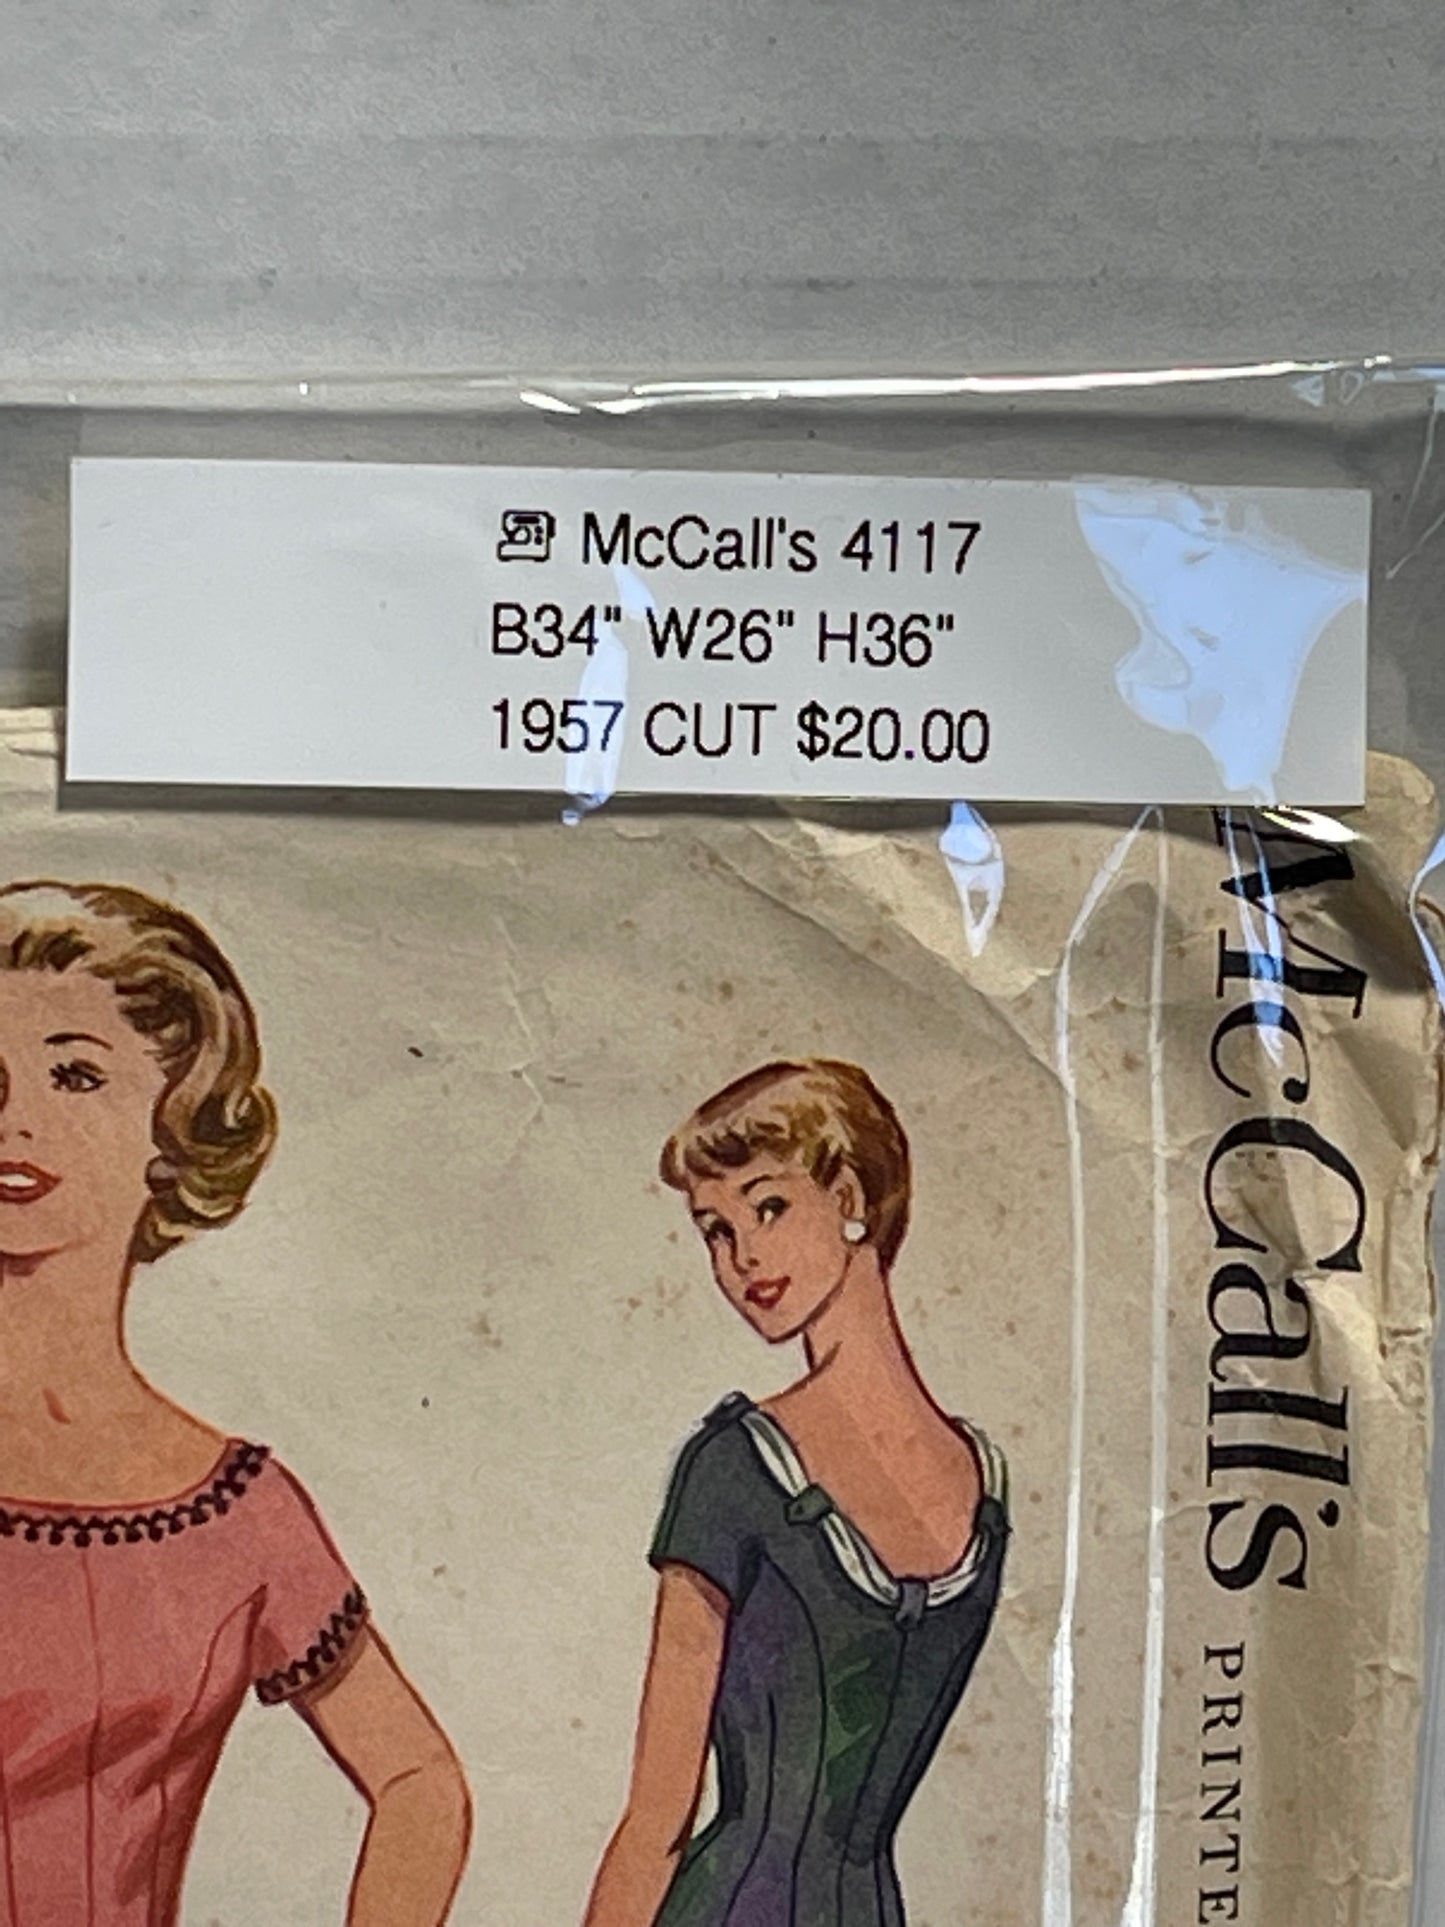 McCall's 4117
B34" W26" H36"
1957 CUT $20.00
McCall's PRINTE